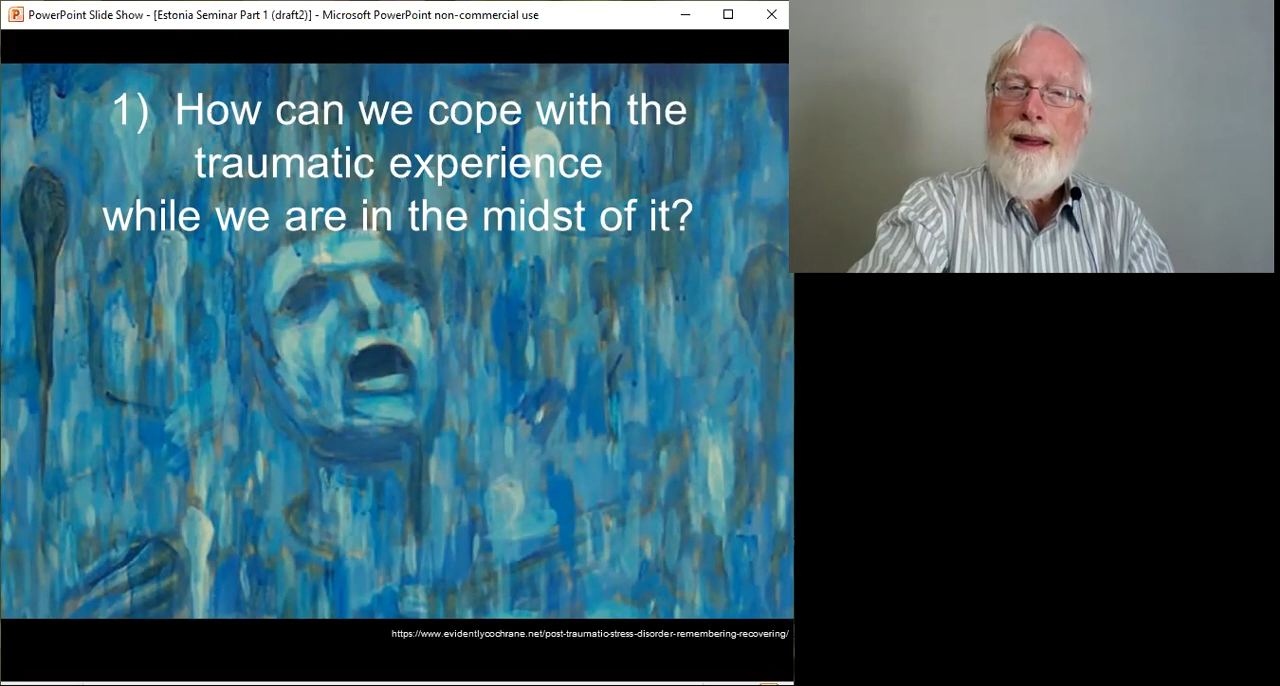 PowerPoint Slide Show - [Estonia Seminar Part 1 (draft2)] - Microsoft PowerPoint non-commercial use
1) How can we cope with the
traumatic experience
while we are in the midst of it?
https://www.evidentlycochrane.net/post-traumatic-stress-disorder-remembering-recovering/